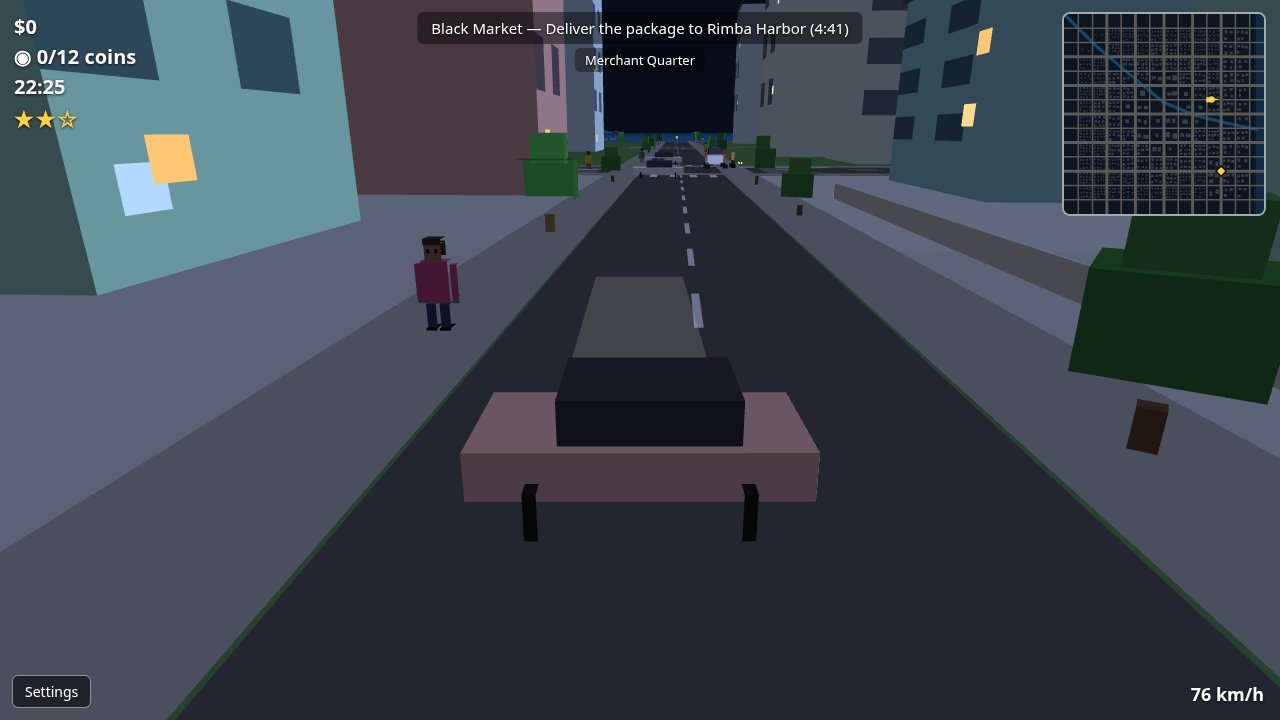 $0
◉ 0/12 coins
22:25
★★☆
Black Market — Deliver the package to Rimba Harbor (4:41)
Merchant Quarter
Settings
76 km/h